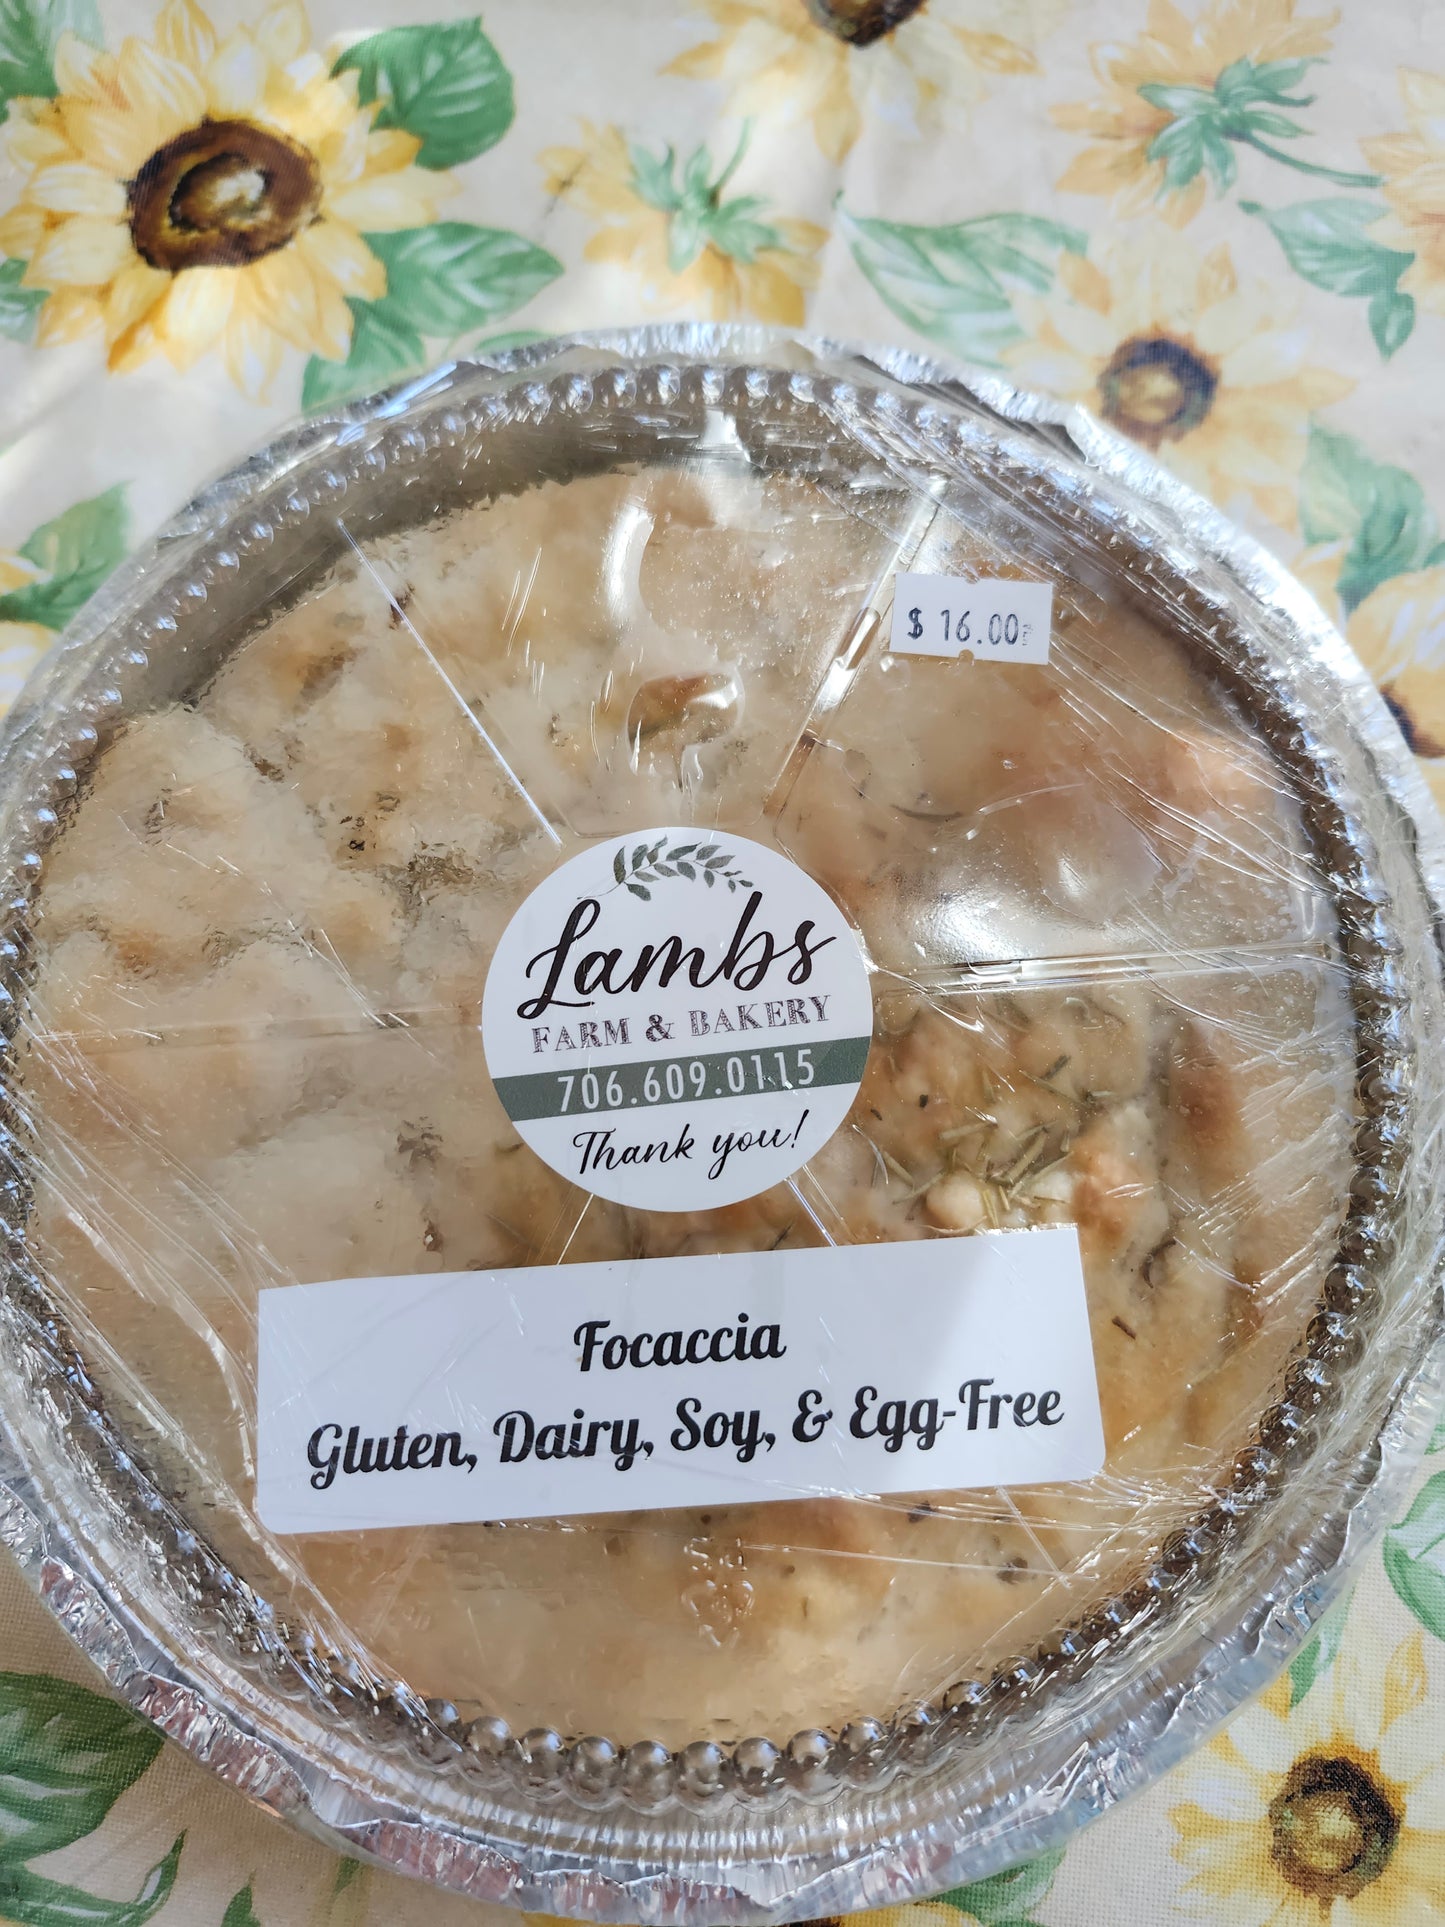 $ 16.00
Lambs
FARM & BAKERY
706.609.0115
Thank you!
Focaccia
Gluten, Dairy, Soy, & Egg-Free